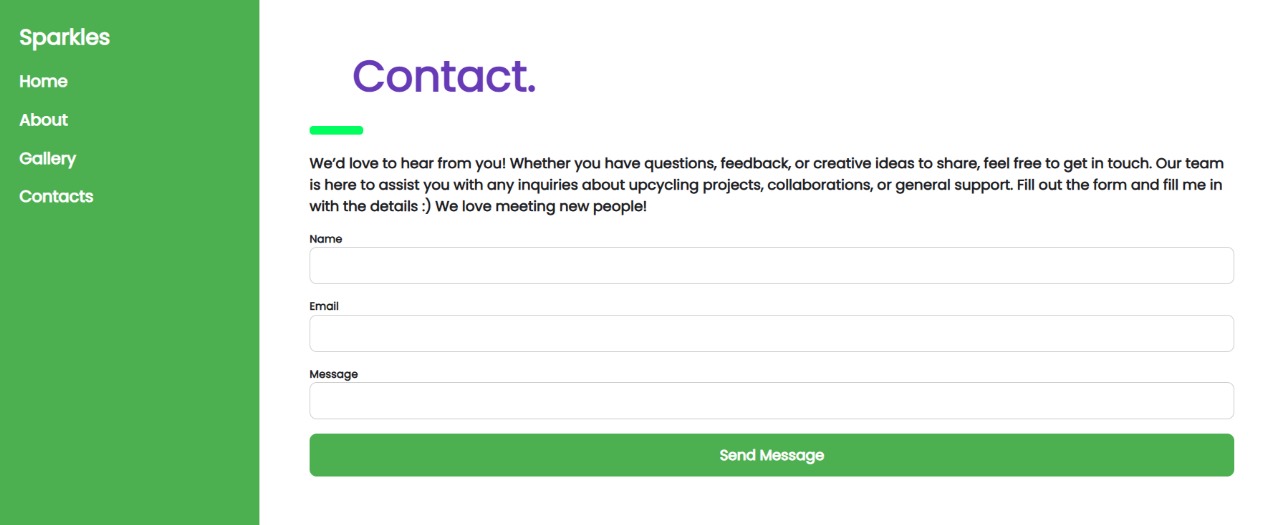 Sparkles
Home
About
Gallery
Contacts
Contact.
We’d love to hear from you! Whether you have questions, feedback, or creative ideas to share, feel free to get in touch. Our team
is here to assist you with any inquiries about upcycling projects, collaborations, or general support. Fill out the form and fill me in
with the details :) We love meeting new people!
Name
Email
Message
Send Message